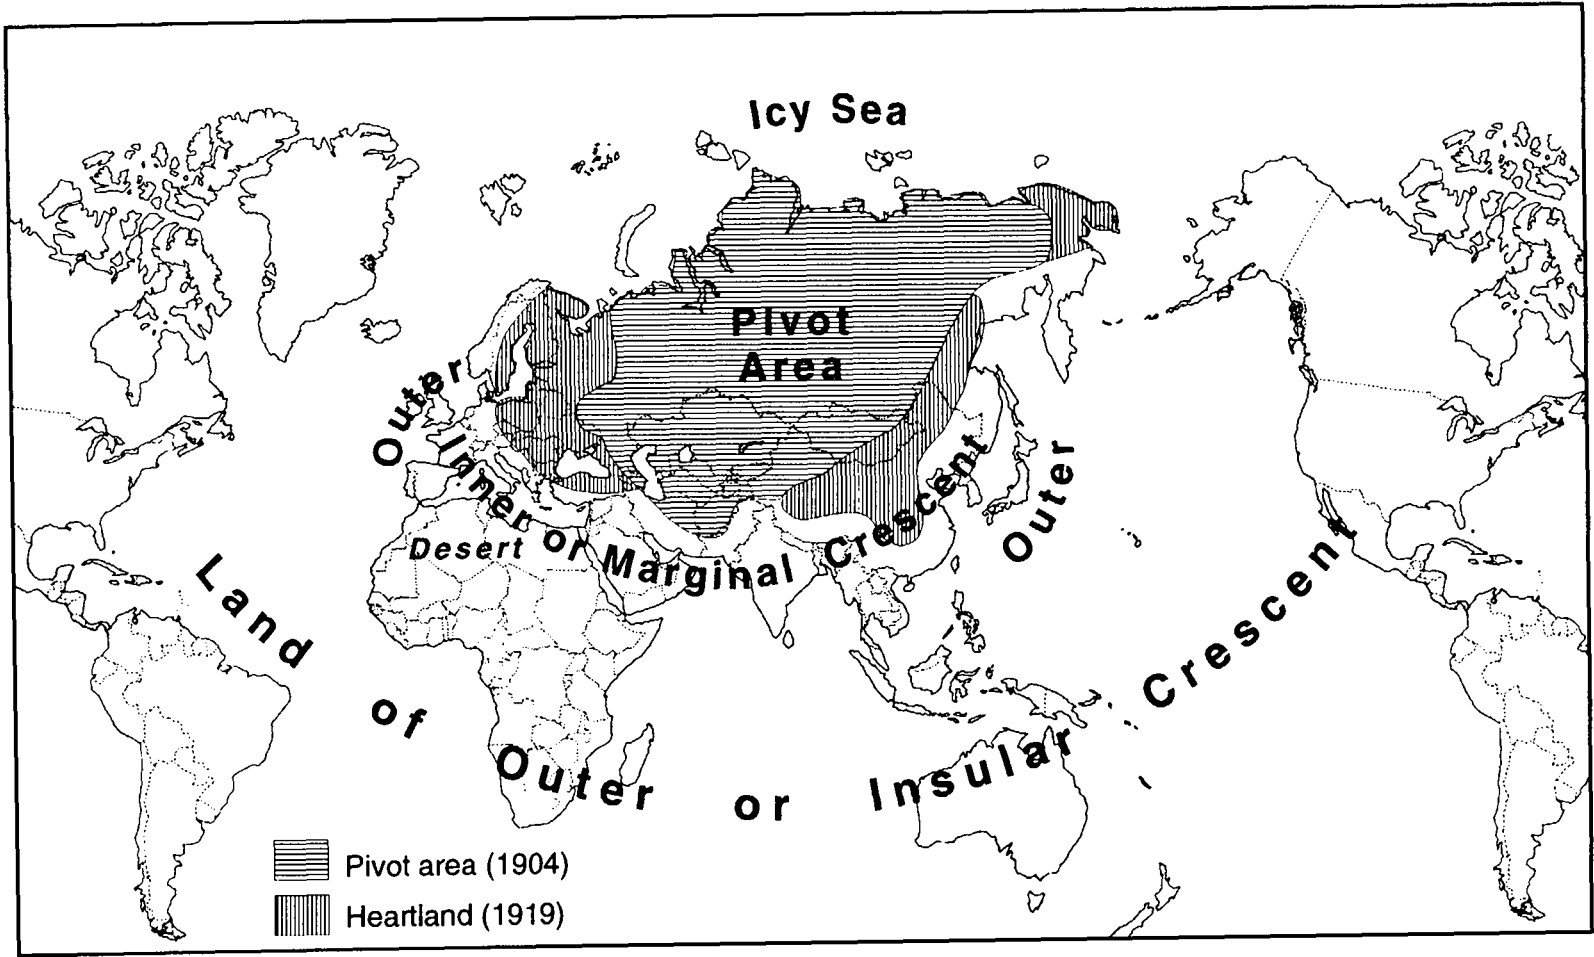 Icy Sea
Pivot
Area
Outer
Inner or Marginal Crescent
Outer
Desert
Land of Outer or Insular Crescent
Pivot area (1904)
Heartland (1919)